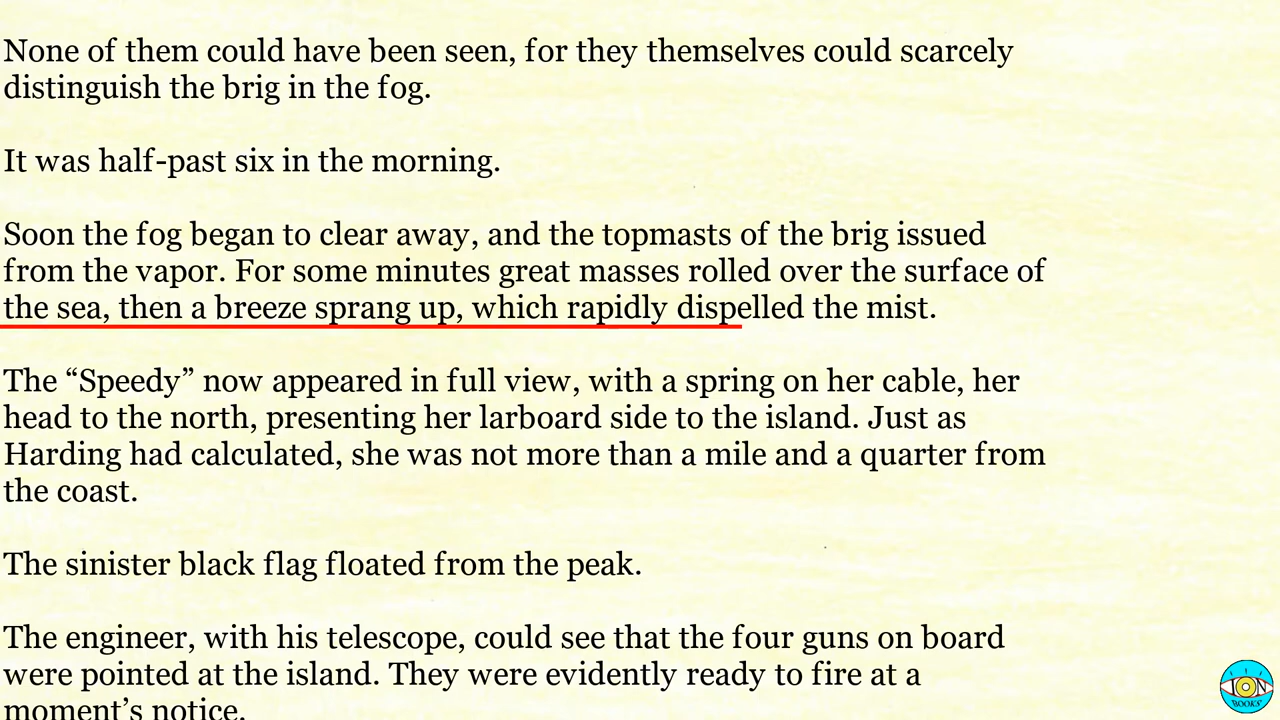 None of them could have been seen, for they themselves could scarcely
distinguish the brig in the fog.
It was half-past six in the morning.
Soon the fog began to clear away, and the topmasts of the brig issued
from the vapor. For some minutes great masses rolled over the surface of
the sea, then a breeze sprang up, which rapidly dispelled the mist.
The “Speedy” now appeared in full view, with a spring on her cable, her
head to the north, presenting her larboard side to the island. Just as
Harding had calculated, she was not more than a mile and a quarter from
the coast.
The sinister black flag floated from the peak.
The engineer, with his telescope, could see that the four guns on board
were pointed at the island. They were evidently ready to fire at a
moment’s notice.
ION
BOOKS